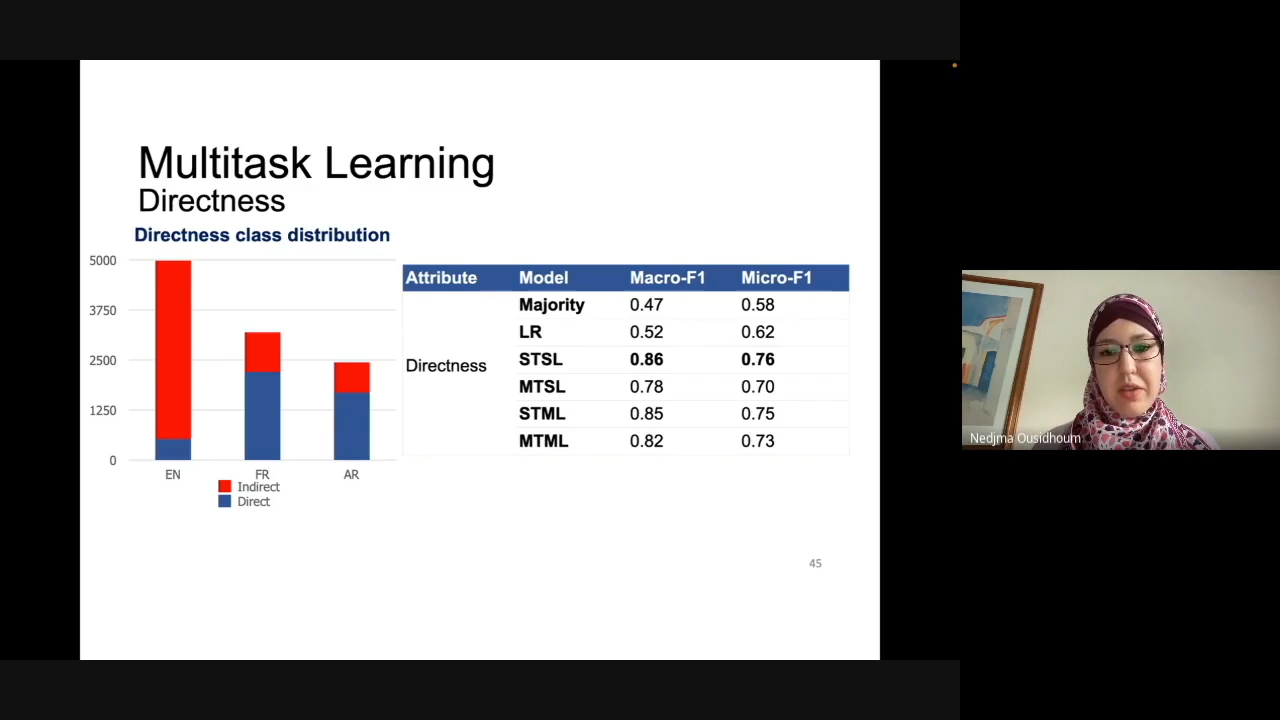 Multitask Learning
Directness
Directness class distribution
5000
3750
2500
1250
0
EN
FR
AR
Indirect
Direct
Attribute Model Macro-F1 Micro-F1
Majority 0.47 0.58
LR 0.52 0.62
Directness
STSL 0.86 0.76
MTSL 0.78 0.70
STML 0.85 0.75
MTML 0.82 0.73
45
Nedjma Ousidhoum